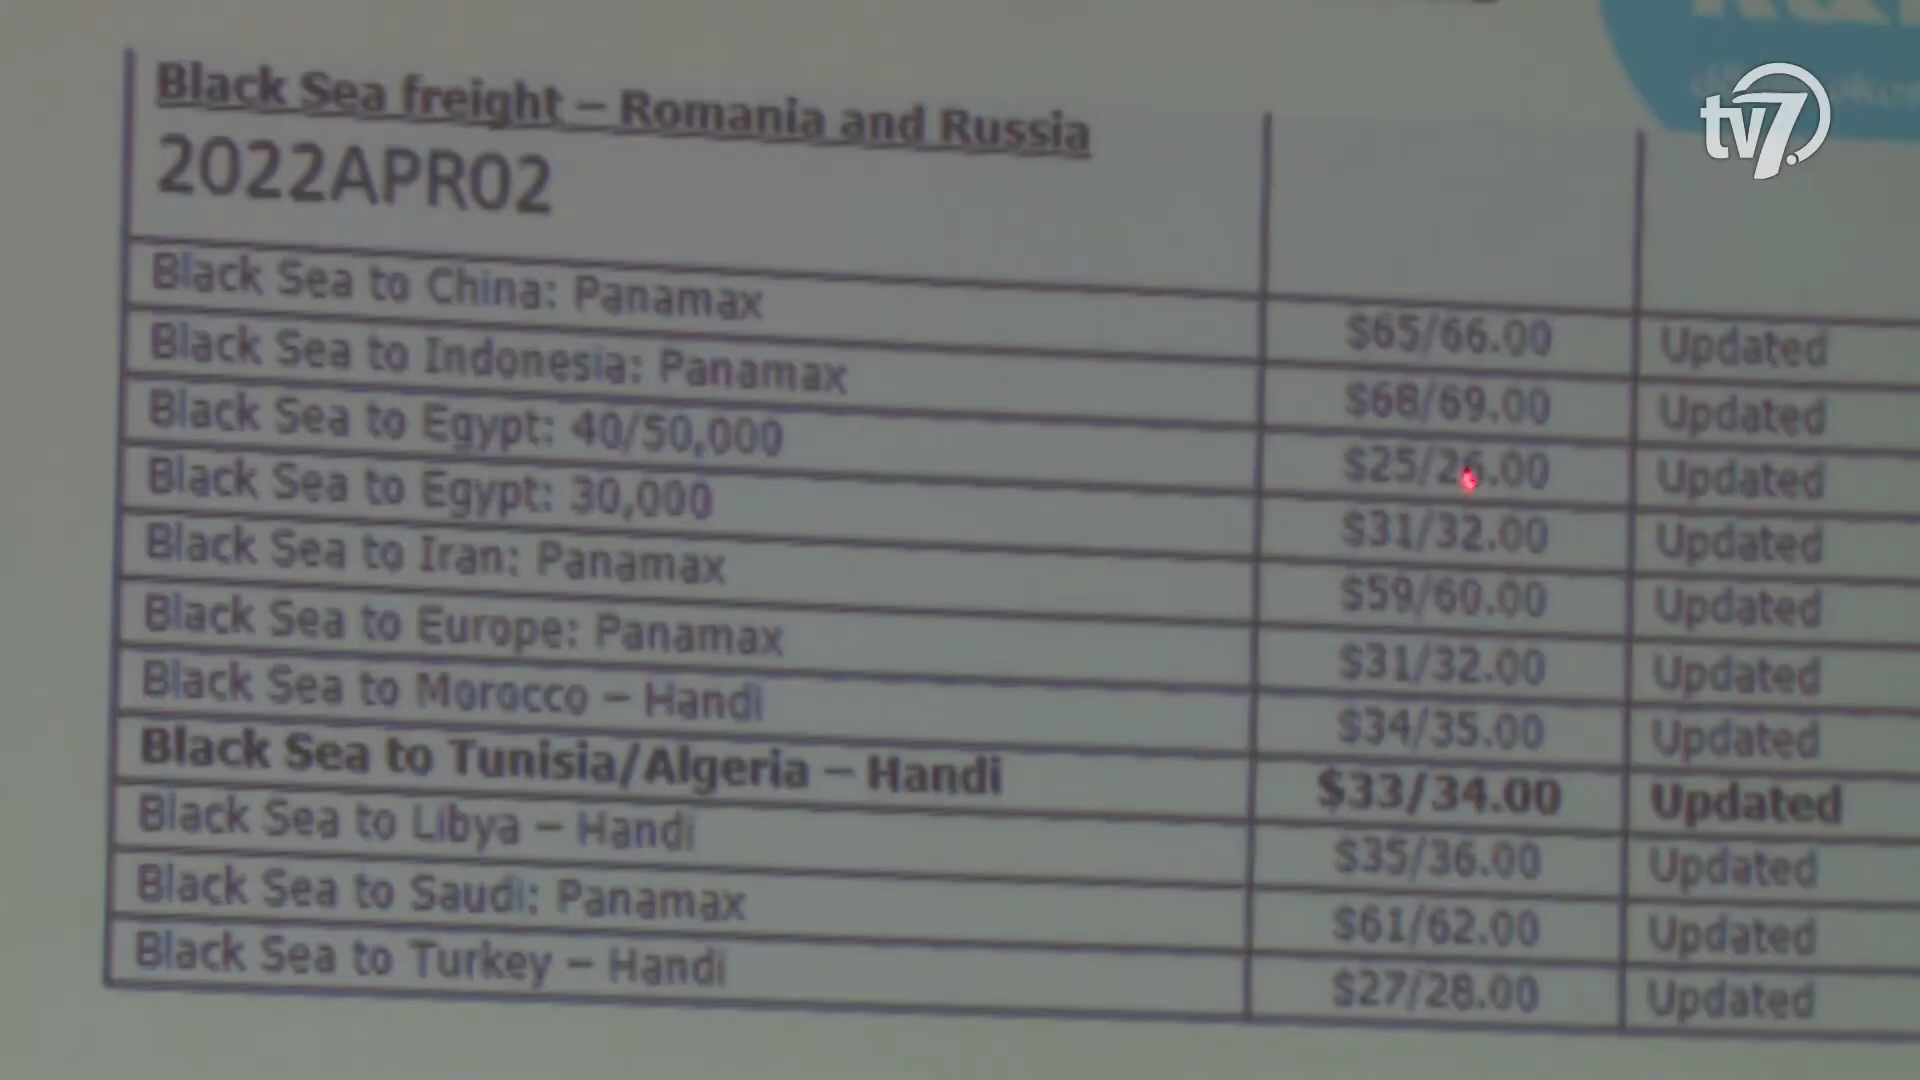 Black Sea freight – Romania and Russia
2022APR02
Black Sea to China: Panamax $65/66.00 Updated
Black Sea to Indonesia: Panamax $68/69.00 Updated
Black Sea to Egypt: 40/50,000 $25/26.00 Updated
Black Sea to Egypt: 30,000 $31/32.00 Updated
Black Sea to Iran: Panamax $59/60.00 Updated
Black Sea to Europe: Panamax $31/32.00 Updated
Black Sea to Morocco – Handi $34/35.00 Updated
Black Sea to Tunisia/Algeria – Handi $33/34.00 Updated
Black Sea to Libya – Handi $35/36.00 Updated
Black Sea to Saudi: Panamax $61/62.00 Updated
Black Sea to Turkey – Handi $27/28.00 Updated
tv7